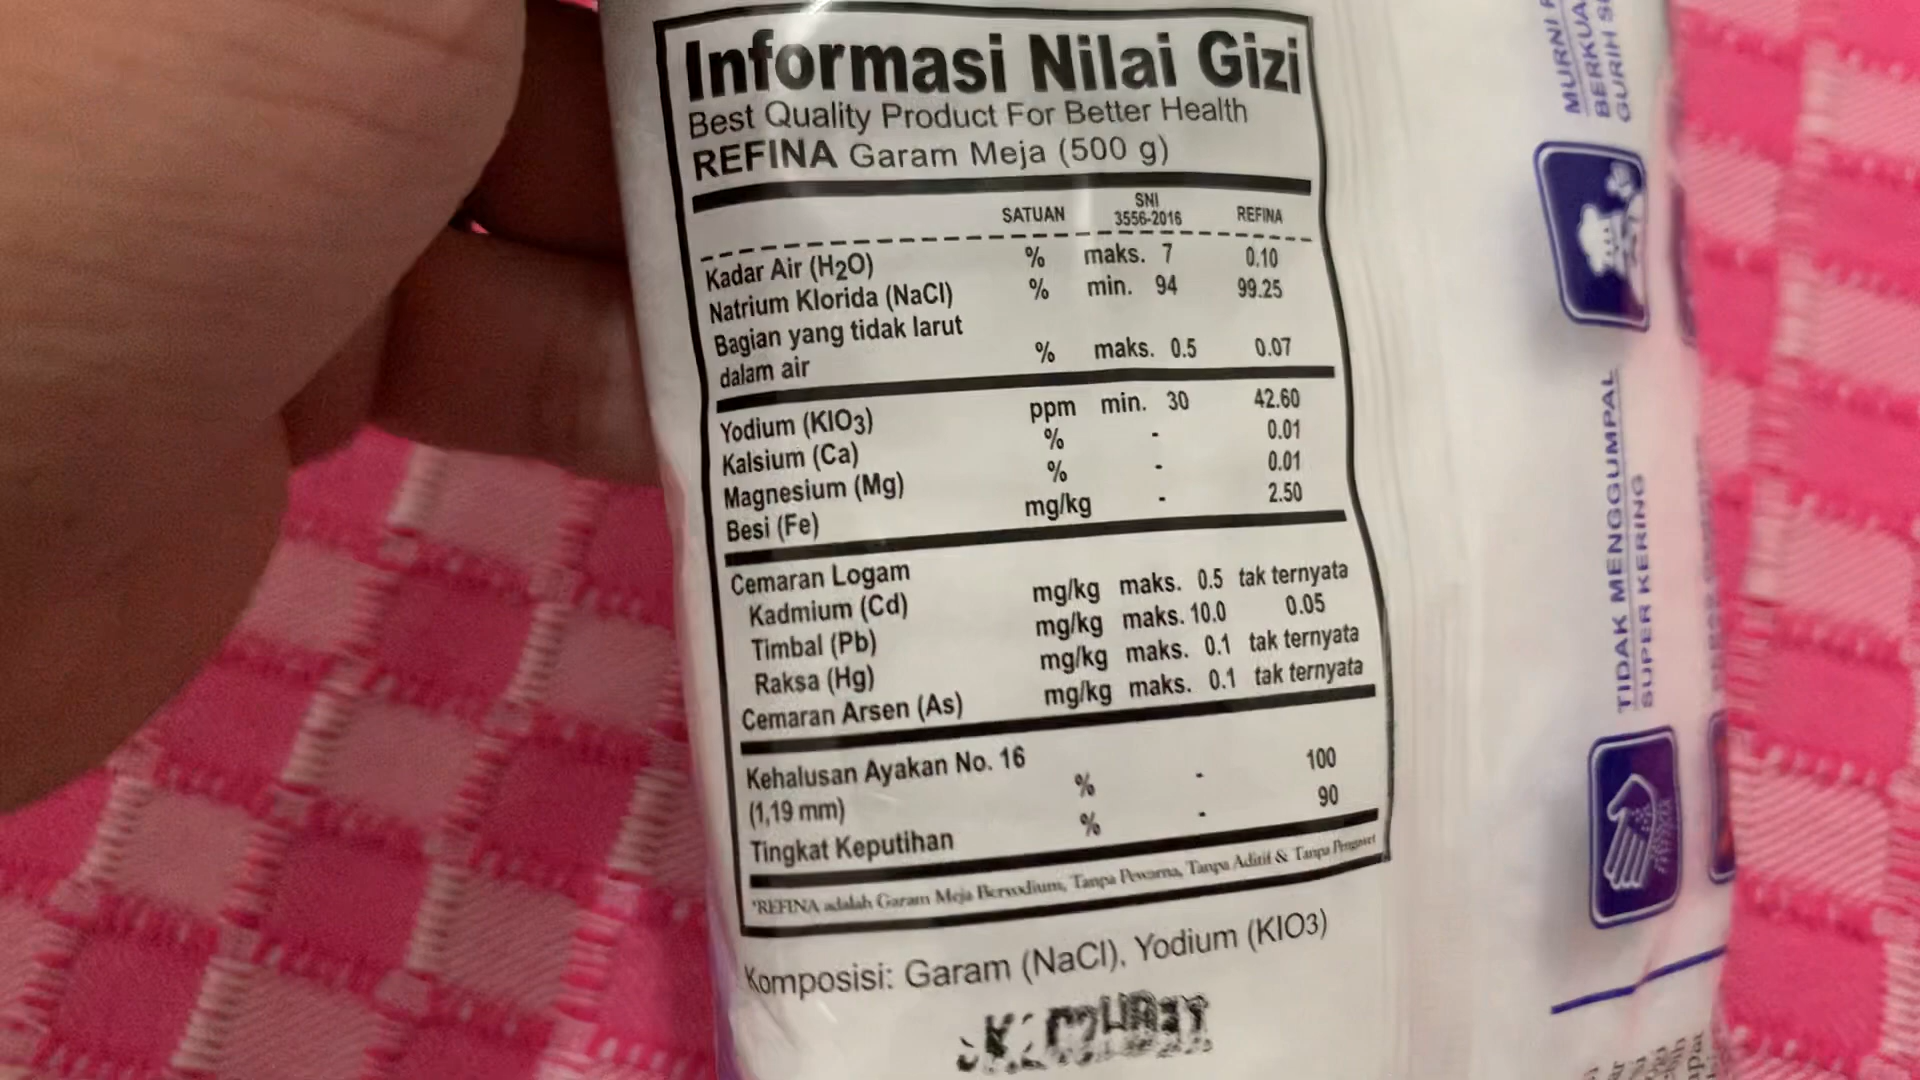 Informasi Nilai Gizi
Best Quality Product For Better Health
REFINA Garam Meja (500 g)
SATUAN SNI 3556-2016 REFINA
Kadar Air (H2O) % maks. 7 0.10
Natrium Klorida (NaCl) % min. 94 99.25
Bagian yang tidak larut
dalam air % maks. 0.5 0.07
Yodium (KIO3) ppm min. 30 42.60
Kalsium (Ca) % - 0.01
Magnesium (Mg) % - 0.01
Besi (Fe) mg/kg - 2.50
Cemaran Logam
Kadmium (Cd) mg/kg maks. 0.5 tak ternyata
Timbal (Pb) mg/kg maks. 10.0 0.05
Raksa (Hg) mg/kg maks. 0.1 tak ternyata
Cemaran Arsen (As) mg/kg maks. 0.1 tak ternyata
Kehalusan Ayakan No. 16
(1,19 mm) % - 100
Tingkat Keputihan % - 90
*REFINA adalah Garam Meja Beryodium, Tanpa Pewarna, Tanpa Aditif & Tanpa Pengawet
Komposisi: Garam (NaCl), Yodium (KIO3)
MURNI
GURIH
TIDAK MENGGUMPAL
SUPER KERING